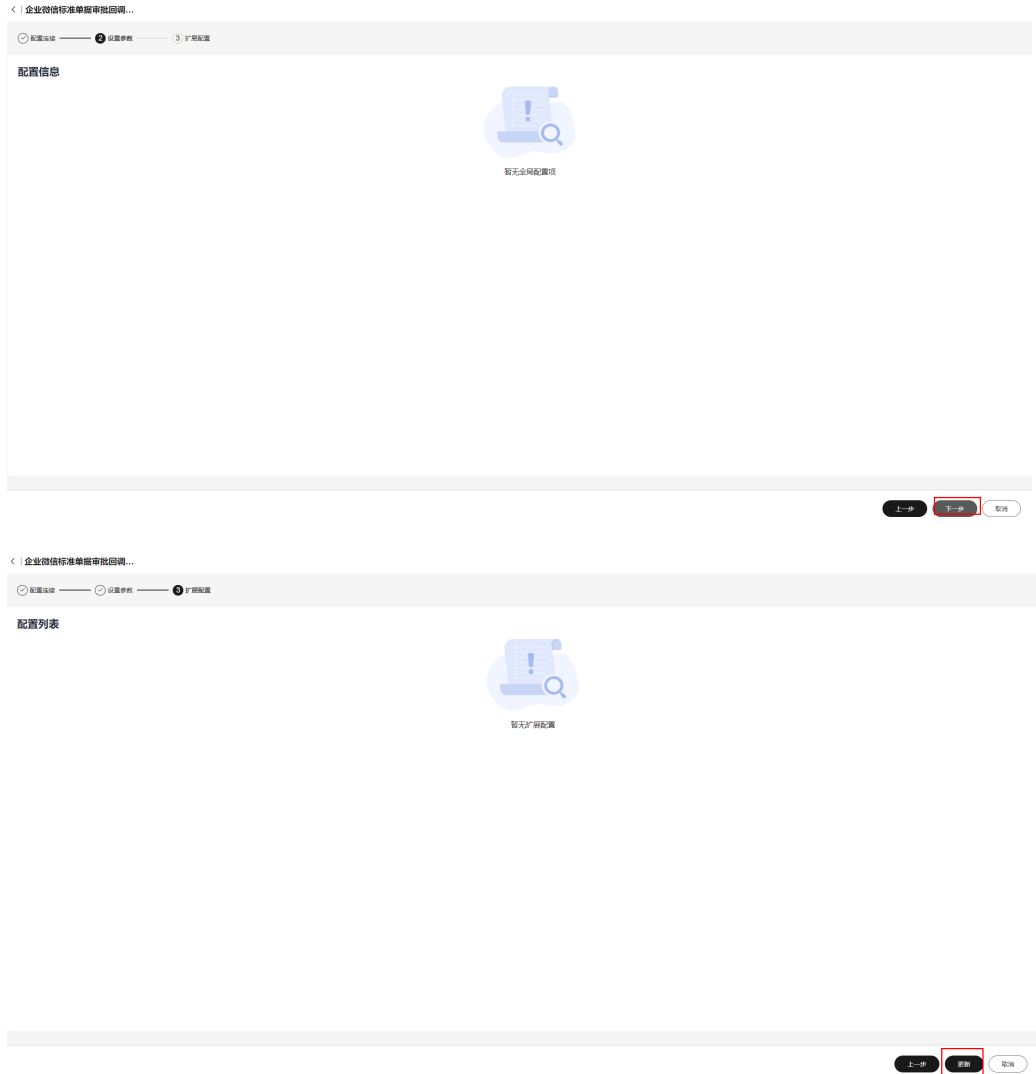 企业微信标准单据审批回调...
配置连接 2 设置参数 3 扩展配置
配置信息
暂无全局配置项
上一步 下一步 取消
企业微信标准单据审批回调...
配置连接 设置参数 3 扩展配置
配置列表
暂无扩展配置
上一步 更新 取消